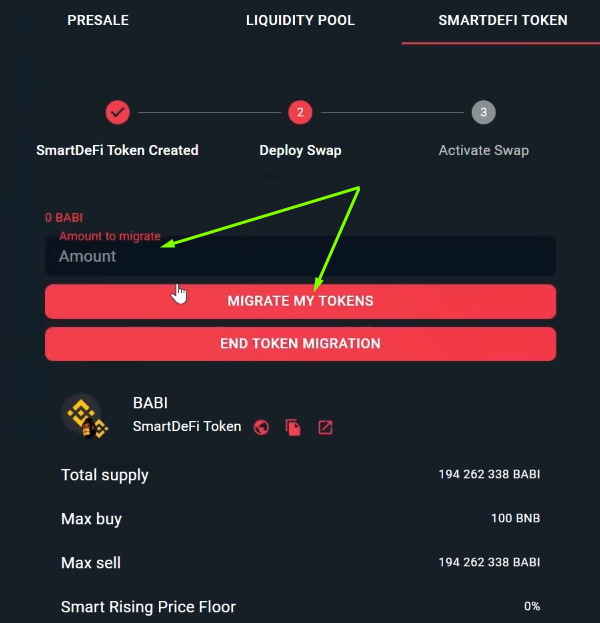 PRESALE LIQUIDITY POOL SMARTDEFI TOKEN
2 3
SmartDeFi Token Created Deploy Swap Activate Swap
0 BABI
Amount to migrate
Amount
MIGRATE MY TOKENS
END TOKEN MIGRATION
BABI
SmartDeFi Token
Total supply 194 262 338 BABI
Max buy 100 BNB
Max sell 194 262 338 BABI
Smart Rising Price Floor 0%